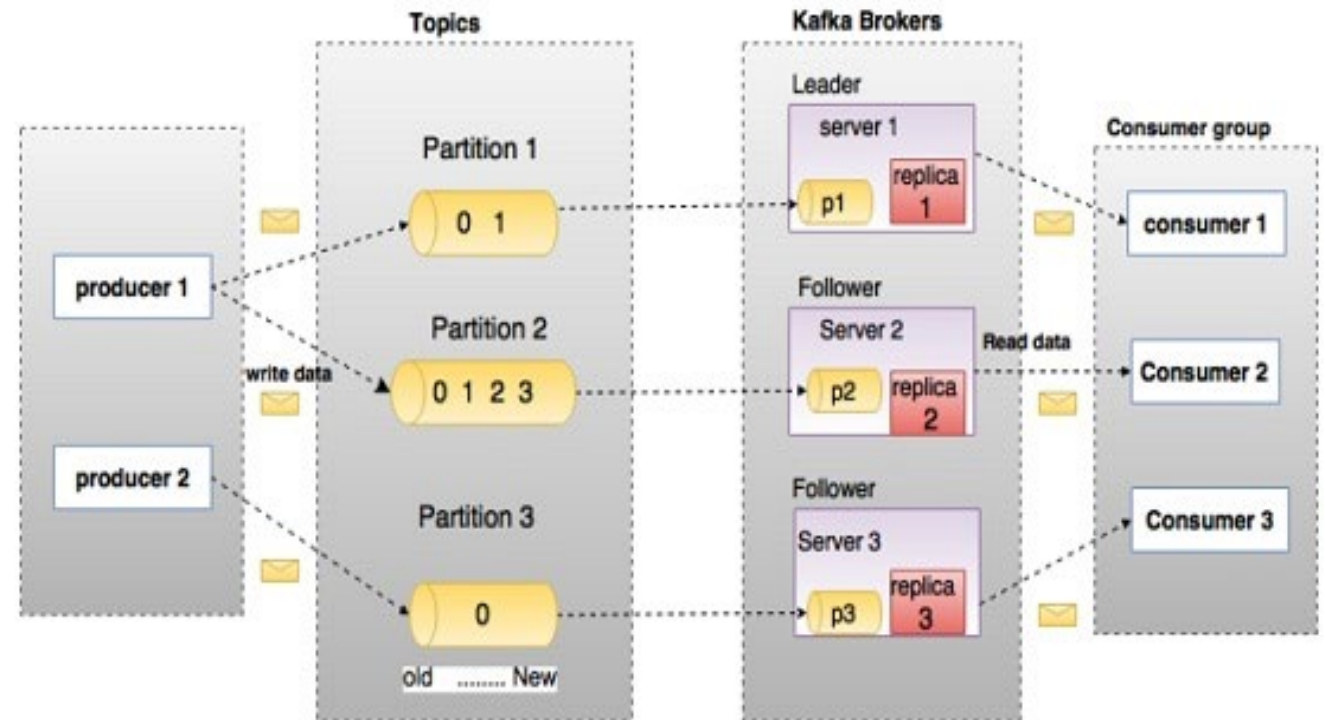 Topics
Kafka Brokers
Leader
server 1
p1
replica
1
Consumer group
Partition 1
0 1
consumer 1
producer 1
Follower
Server 2
p2
replica
2
Partition 2
0 1 2 3
Read data
Consumer 2
write data
producer 2
Follower
Server 3
p3
replica
3
Partition 3
0
old ........ New
Consumer 3